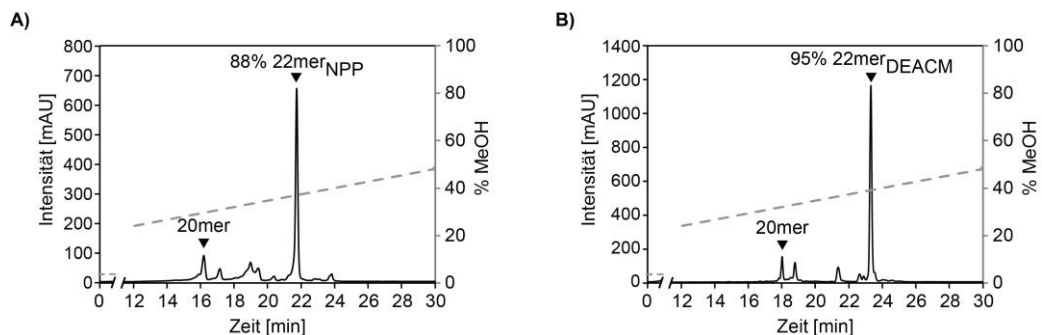 A)
88% 22merNPP
20mer
Intensität [mAU]
800
700
600
500
400
300
200
100
0
100
80
60
40
20
0
% MeOH
0 12 14 16 18 20 22 24 26 28 30
Zeit [min]
B)
95% 22merDEACM
20mer
Intensität [mAU]
1400
1200
1000
800
600
400
200
0
100
80
60
40
20
0
% MeOH
0 12 14 16 18 20 22 24 26 28 30
Zeit [min]